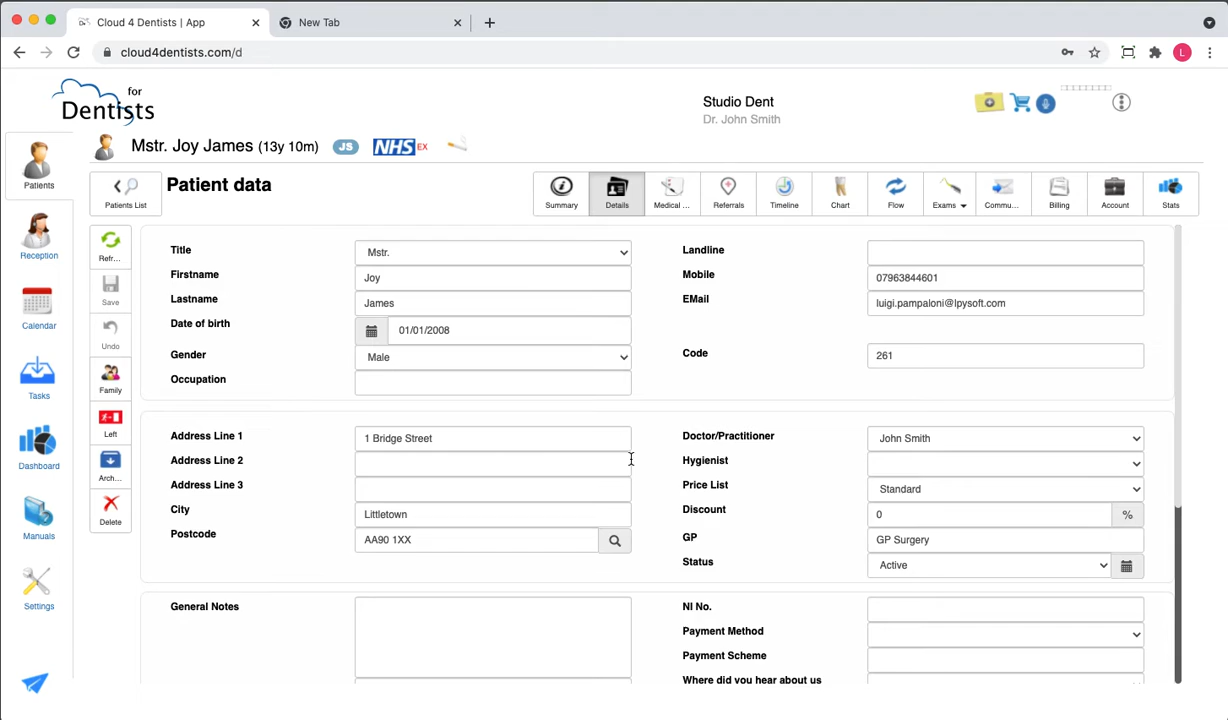 Cloud 4 Dentists | App
New Tab
cloud4dentists.com/d
L
for
Dentists
Studio Dent
Dr. John Smith
Mstr. Joy James (13y 10m)
JS
NHS EX
Patients
Patients List
Patient data
Summary
Details
Medical ...
Referrals
Timeline
Chart
Flow
Exams
Commu...
Billing
Account
Stats
Reception
Calendar
Tasks
Dashboard
Manuals
Settings
Refr...
Save
Undo
Family
Left
Arch...
Delete
Title
Mstr.
Firstname
Joy
Lastname
James
Date of birth
01/01/2008
Gender
Male
Occupation
Landline
Mobile
07963844601
EMail
luigi.pampaloni@lpysoft.com
Code
261
Address Line 1
1 Bridge Street
Address Line 2
Address Line 3
City
Littletown
Postcode
AA90 1XX
Doctor/Practitioner
John Smith
Hygienist
Price List
Standard
Discount
0
%
GP
GP Surgery
Status
Active
General Notes
NI No.
Payment Method
Payment Scheme
Where did you hear about us